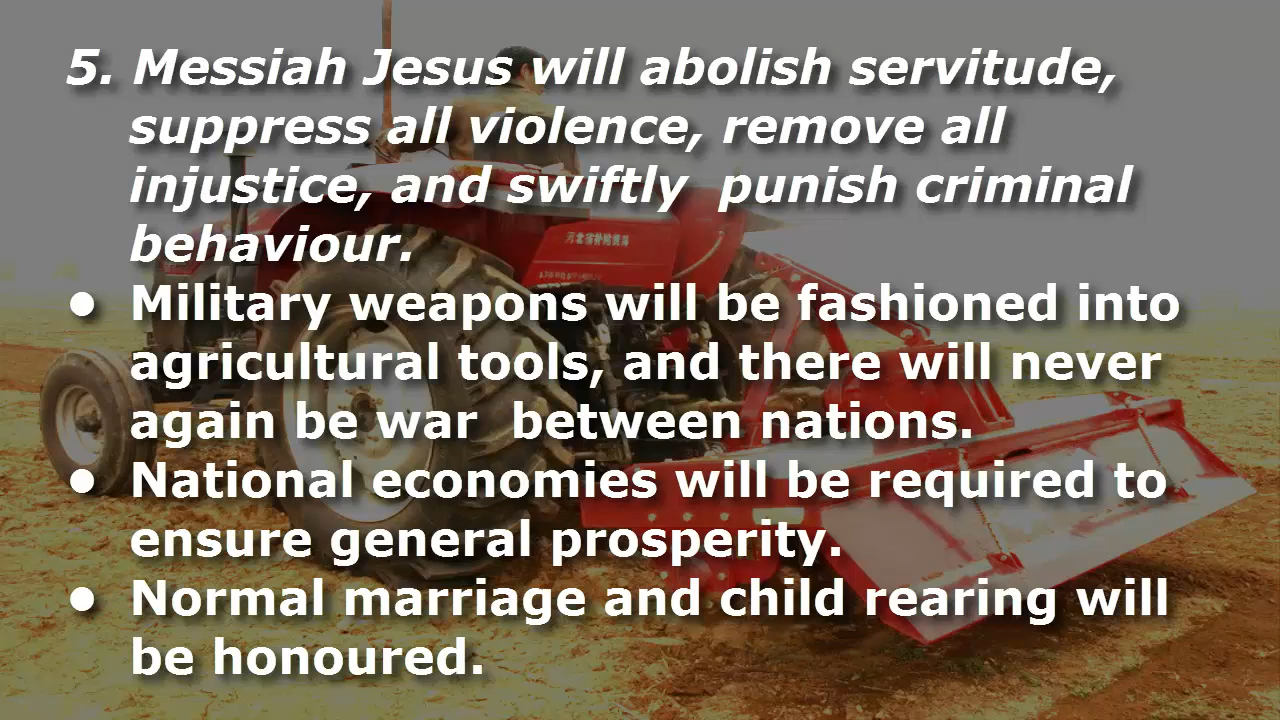 5. Messiah Jesus will abolish servitude,
suppress all violence, remove all
injustice, and swiftly  punish criminal
behaviour.
● Military weapons will be fashioned into
agricultural tools, and there will never
again be war  between nations.
● National economies will be required to
ensure general prosperity.
● Normal marriage and child rearing will
be honoured.